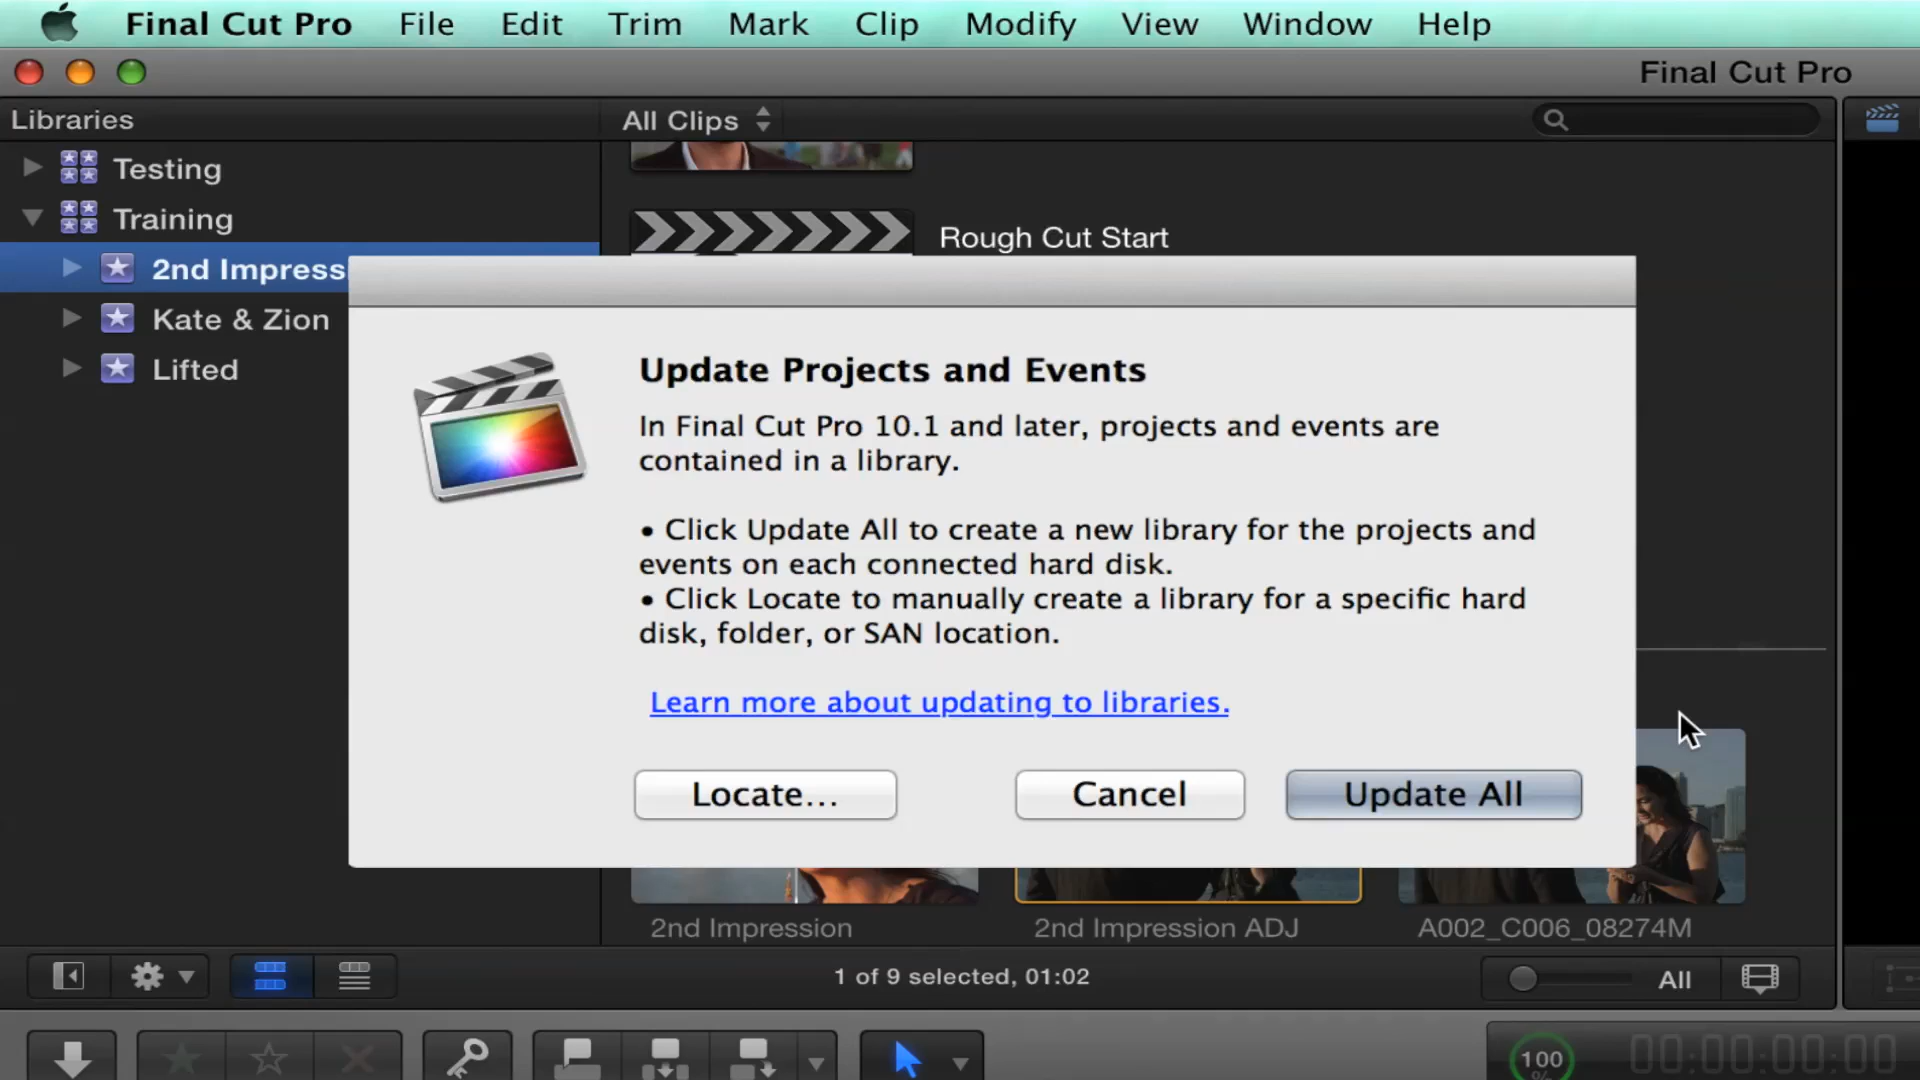 Final Cut Pro File Edit Trim Mark Clip Modify View Window Help
Final Cut Pro
Libraries
All Clips
Testing
Training
2nd Impress
Kate & Zion
Lifted
Rough Cut Start
Update Projects and Events
In Final Cut Pro 10.1 and later, projects and events are
contained in a library.
• Click Update All to create a new library for the projects and
events on each connected hard disk.
• Click Locate to manually create a library for a specific hard
disk, folder, or SAN location.
Learn more about updating to libraries.
Locate...
Cancel
Update All
2nd Impression
2nd Impression ADJ
A002_C006_08274M
1 of 9 selected, 01:02
All
100
%
00:00:00:00